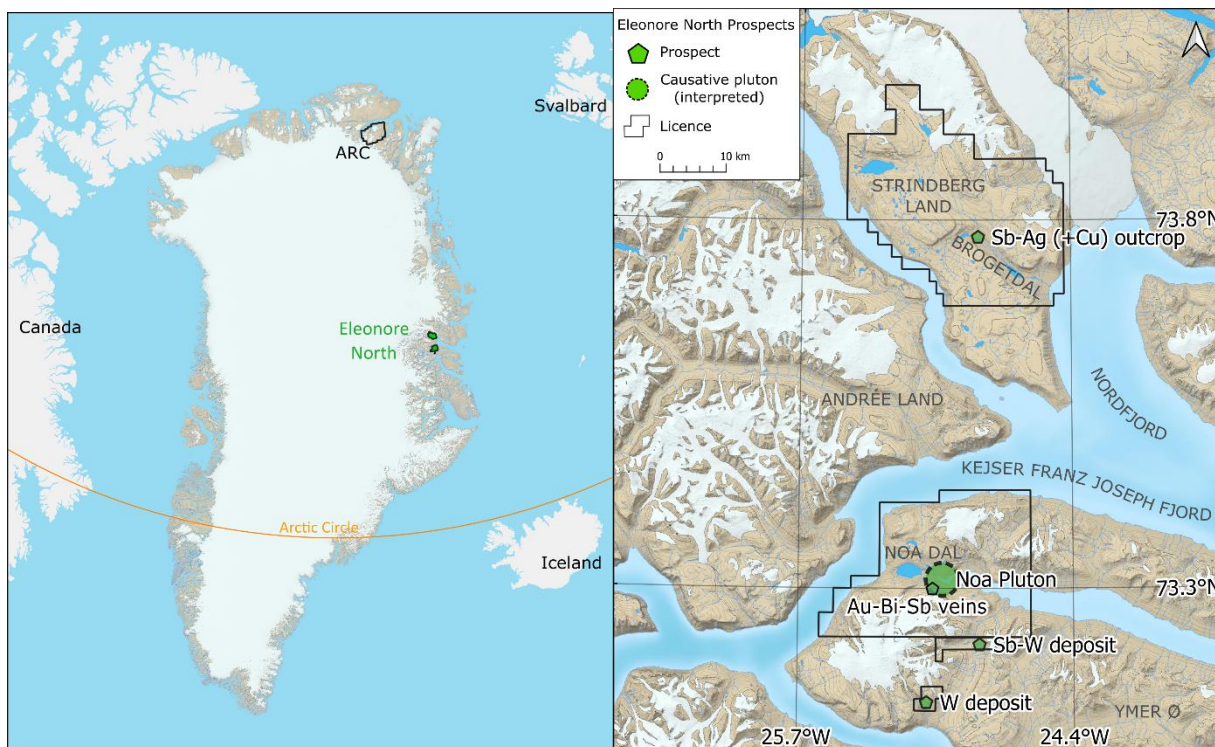 Svalbard
ARC
Canada
Eleonore
North
Arctic Circle
Iceland
Eleonore North Prospects
Prospect
Causative pluton
(interpreted)
Licence
0 10 km
STRINDBERG
LAND
73.8°N
Sb-Ag (+Cu) outcrop
BROGETDAL
ANDRÉE LAND
NORDFJORD
KEJSER FRANZ JOSEPH FJORD
NOA DAL
Noa Pluton
73.3°N
Au-Bi-Sb veins
Sb-W deposit
W deposit
YMER Ø
25.7°W
24.4°W